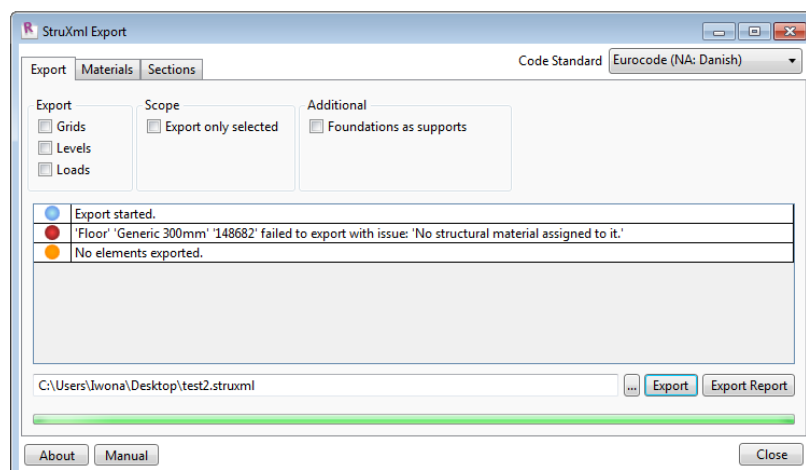 R StruXml Export
Export Materials Sections Code Standard Eurocode (NA: Danish)
Export Scope Additional
Grids Export only selected Foundations as supports
Levels
Loads
Export started.
'Floor' 'Generic 300mm' '148682' failed to export with issue: 'No structural material assigned to it.'
No elements exported.
C:\Users\Iwona\Desktop\test2.struxml ... Export Export Report
About Manual Close